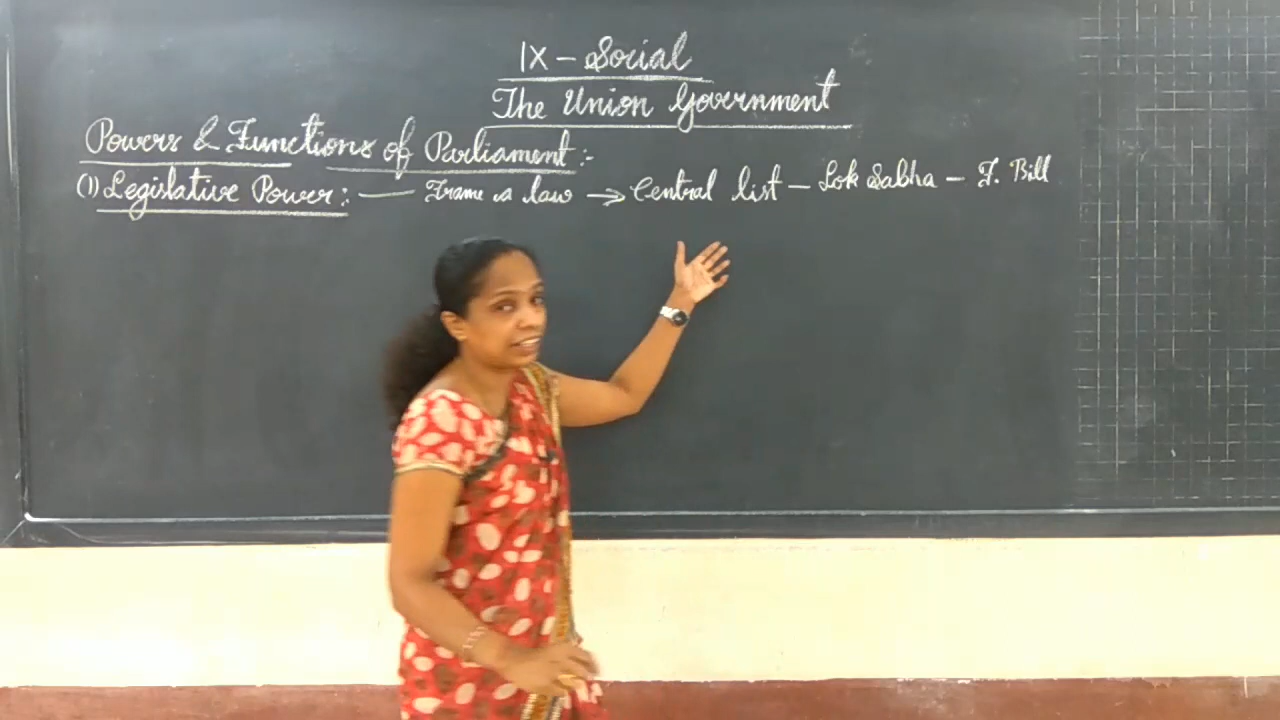 IX - Social
The Union Government
Powers & Functions of Parliament :-
(1) Legislative Power: — Frame a law → Central list - Lok Sabha - F. Bill